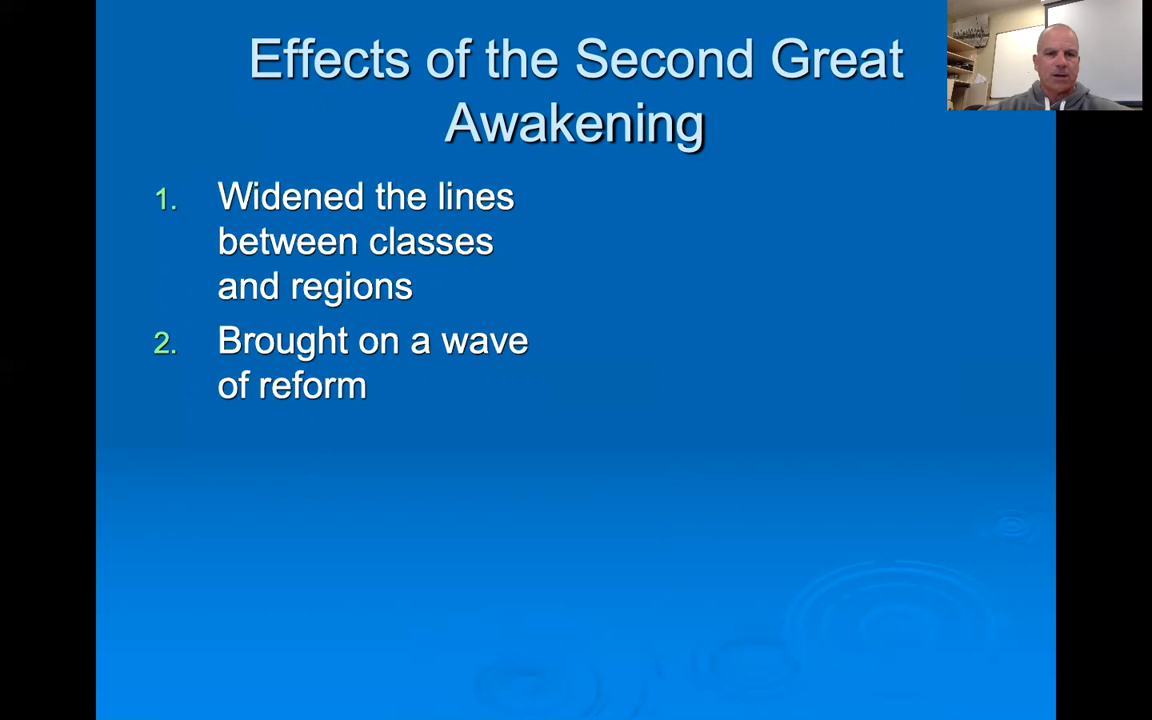 Effects of the Second Great
Awakening
1. Widened the lines
between classes
and regions
2. Brought on a wave
of reform